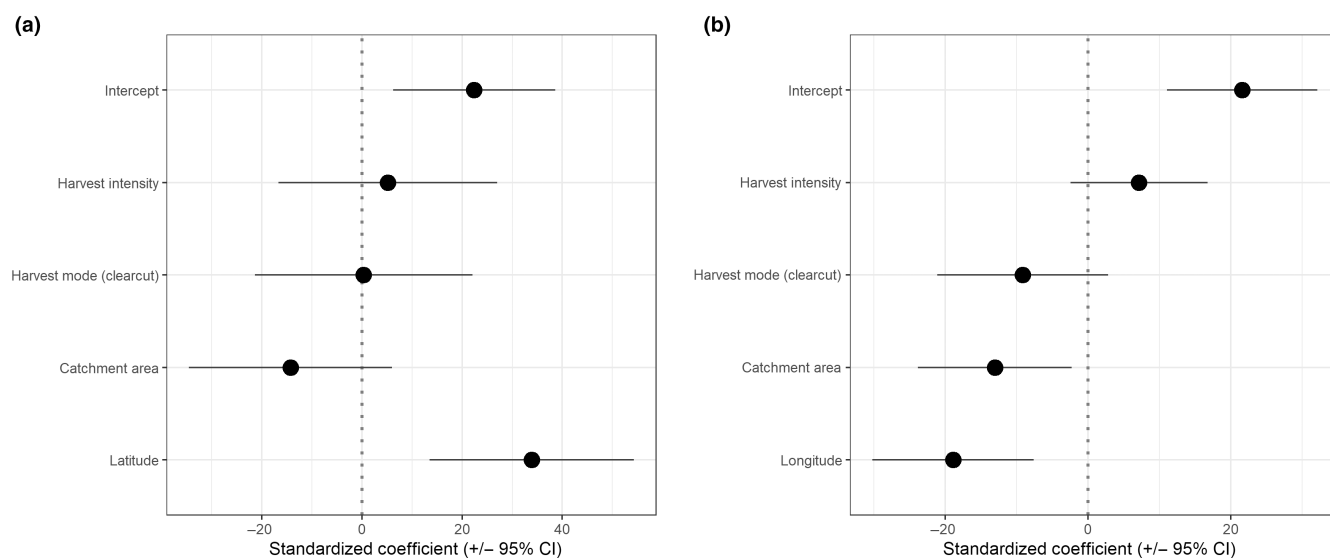 (a)
Intercept
Harvest intensity
Harvest mode (clearcut)
Catchment area
Latitude
−20
0
20
40
Standardized coefficient (+/− 95% CI)
(b)
Intercept
Harvest intensity
Harvest mode (clearcut)
Catchment area
Longitude
−20
0
20
Standardized coefficient (+/− 95% CI)